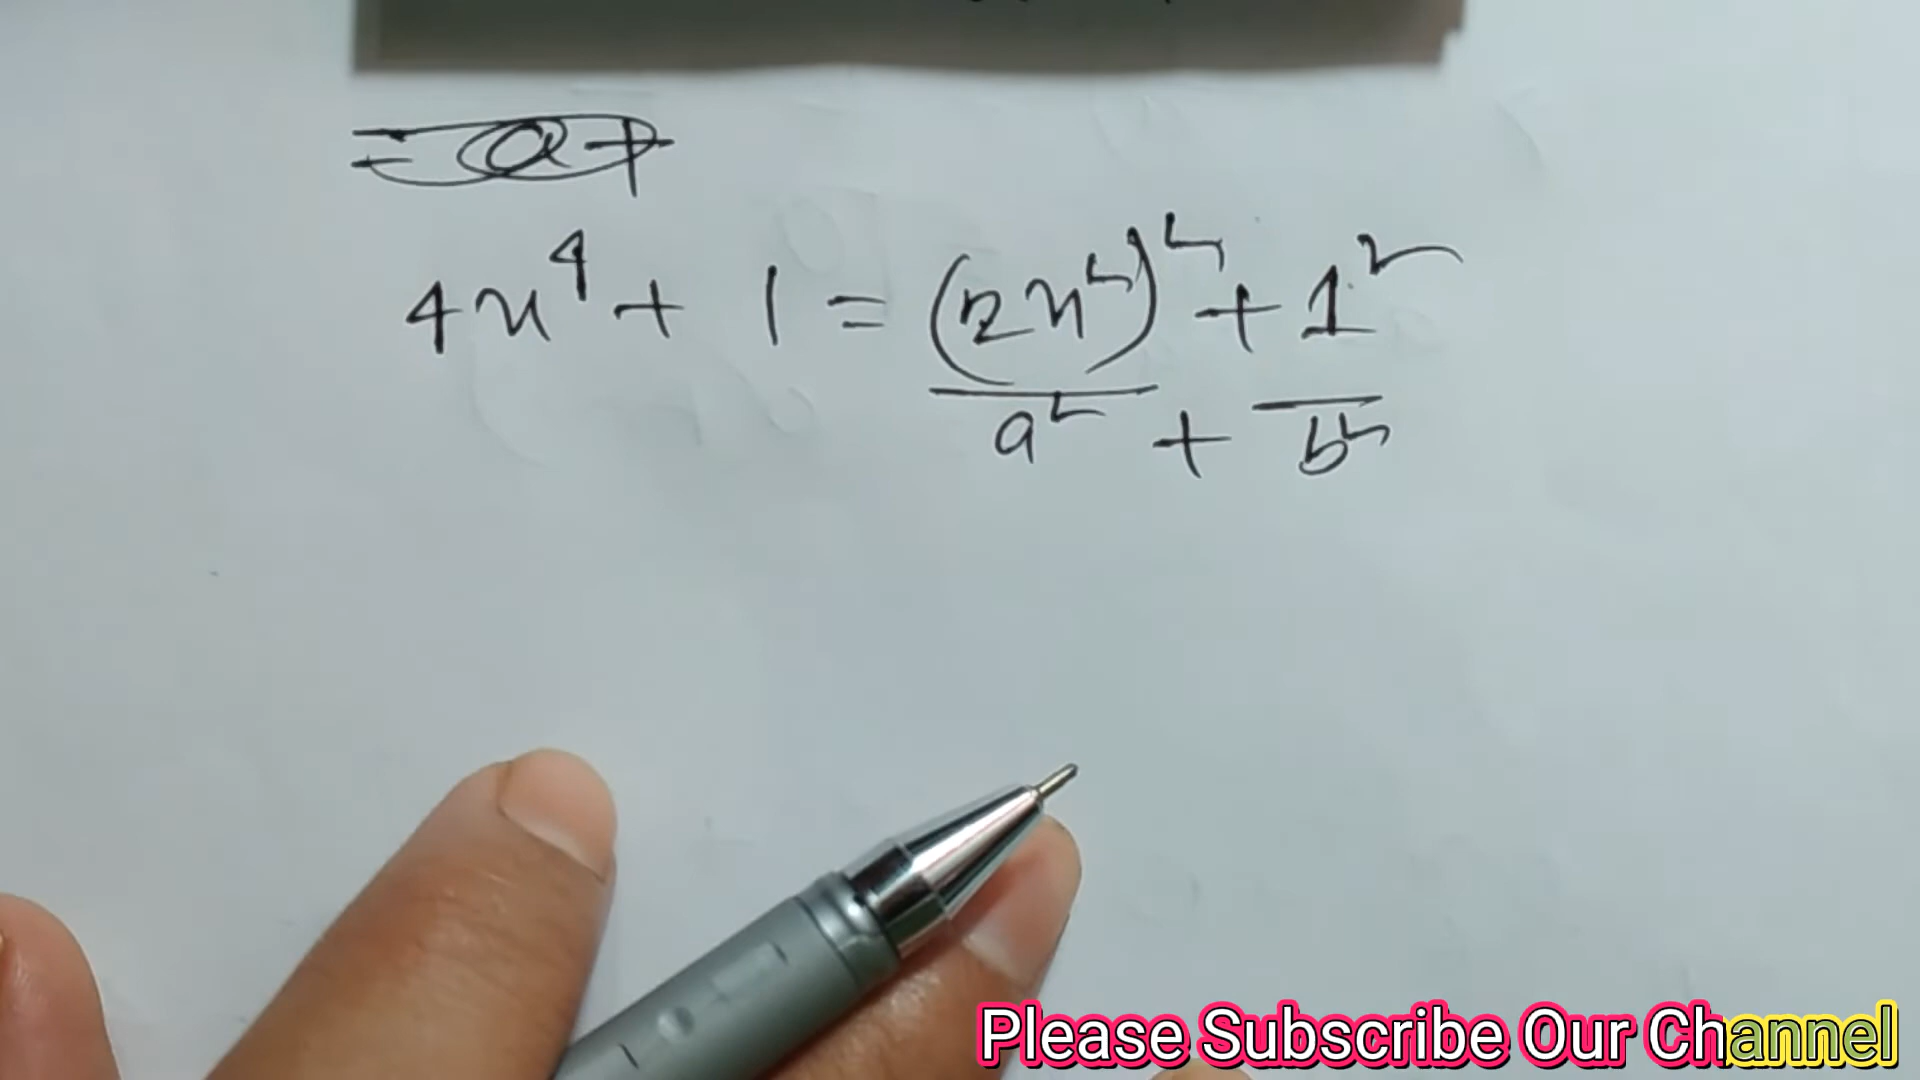 4x⁴ + 1 = (2x²)² + 1²
a² + b²
Please Subscribe Our Channel